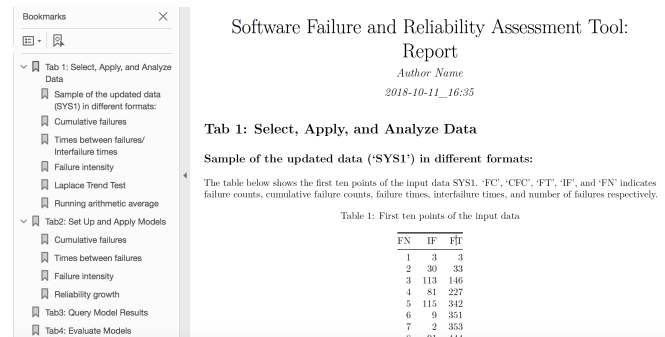 Bookmarks
Tab 1: Select, Apply, and Analyze
Data
Sample of the updated data
(SYS1) in different formats:
Cumulative failures
Times between failures/
Interfailure times
Failure intensity
Laplace Trend Test
Running arithmetic average
Tab2: Set Up and Apply Models
Cumulative failures
Times between failures
Failure intensity
Reliability growth
Tab3: Query Model Results
Tab4: Evaluate Models
Software Failure and Reliability Assessment Tool:
Report
Author Name
2018-10-11_16:35
Tab 1: Select, Apply, and Analyze Data
Sample of the updated data (‘SYS1’) in different formats:
The table below shows the first ten points of the input data SYS1. ‘FC’, ‘CFC’, ‘FT’, ‘IF’, and ‘FN’ indicates
failure counts, cumulative failure counts, failure times, interfailure times, and number of failures respectively.
Table 1: First ten points of the input data
FN IF FT
1 3 3
2 30 33
3 113 146
4 81 227
5 115 342
6 9 351
7 2 353